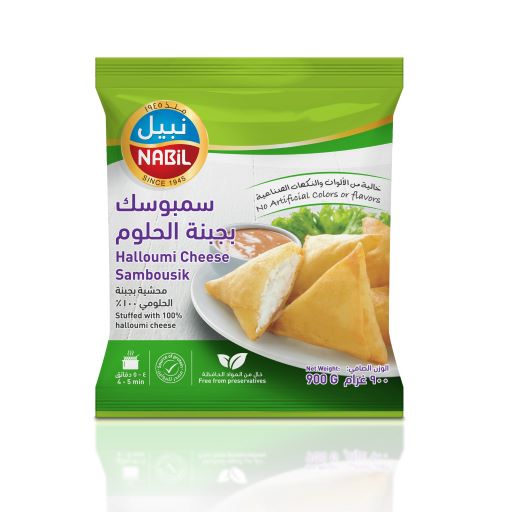 منذ ١٩٤٥
نبيل
NABiL
SINCE 1945
خالية من الألوان والنكهات الصناعية
No Artificial Colors or flavors
سمبوسك
بجبنة الحلوم
Halloumi Cheese
Sambousik
محشية بجبنة
الحلومي ١٠٠٪
Stuffed with 100%
halloumi cheese
٤ - ٥ دقائق
4 - 5 min
خال من المواد الحافظة
Free from preservatives
Net Weight: الوزن الصافي:
900 G ٩٠٠ غرام